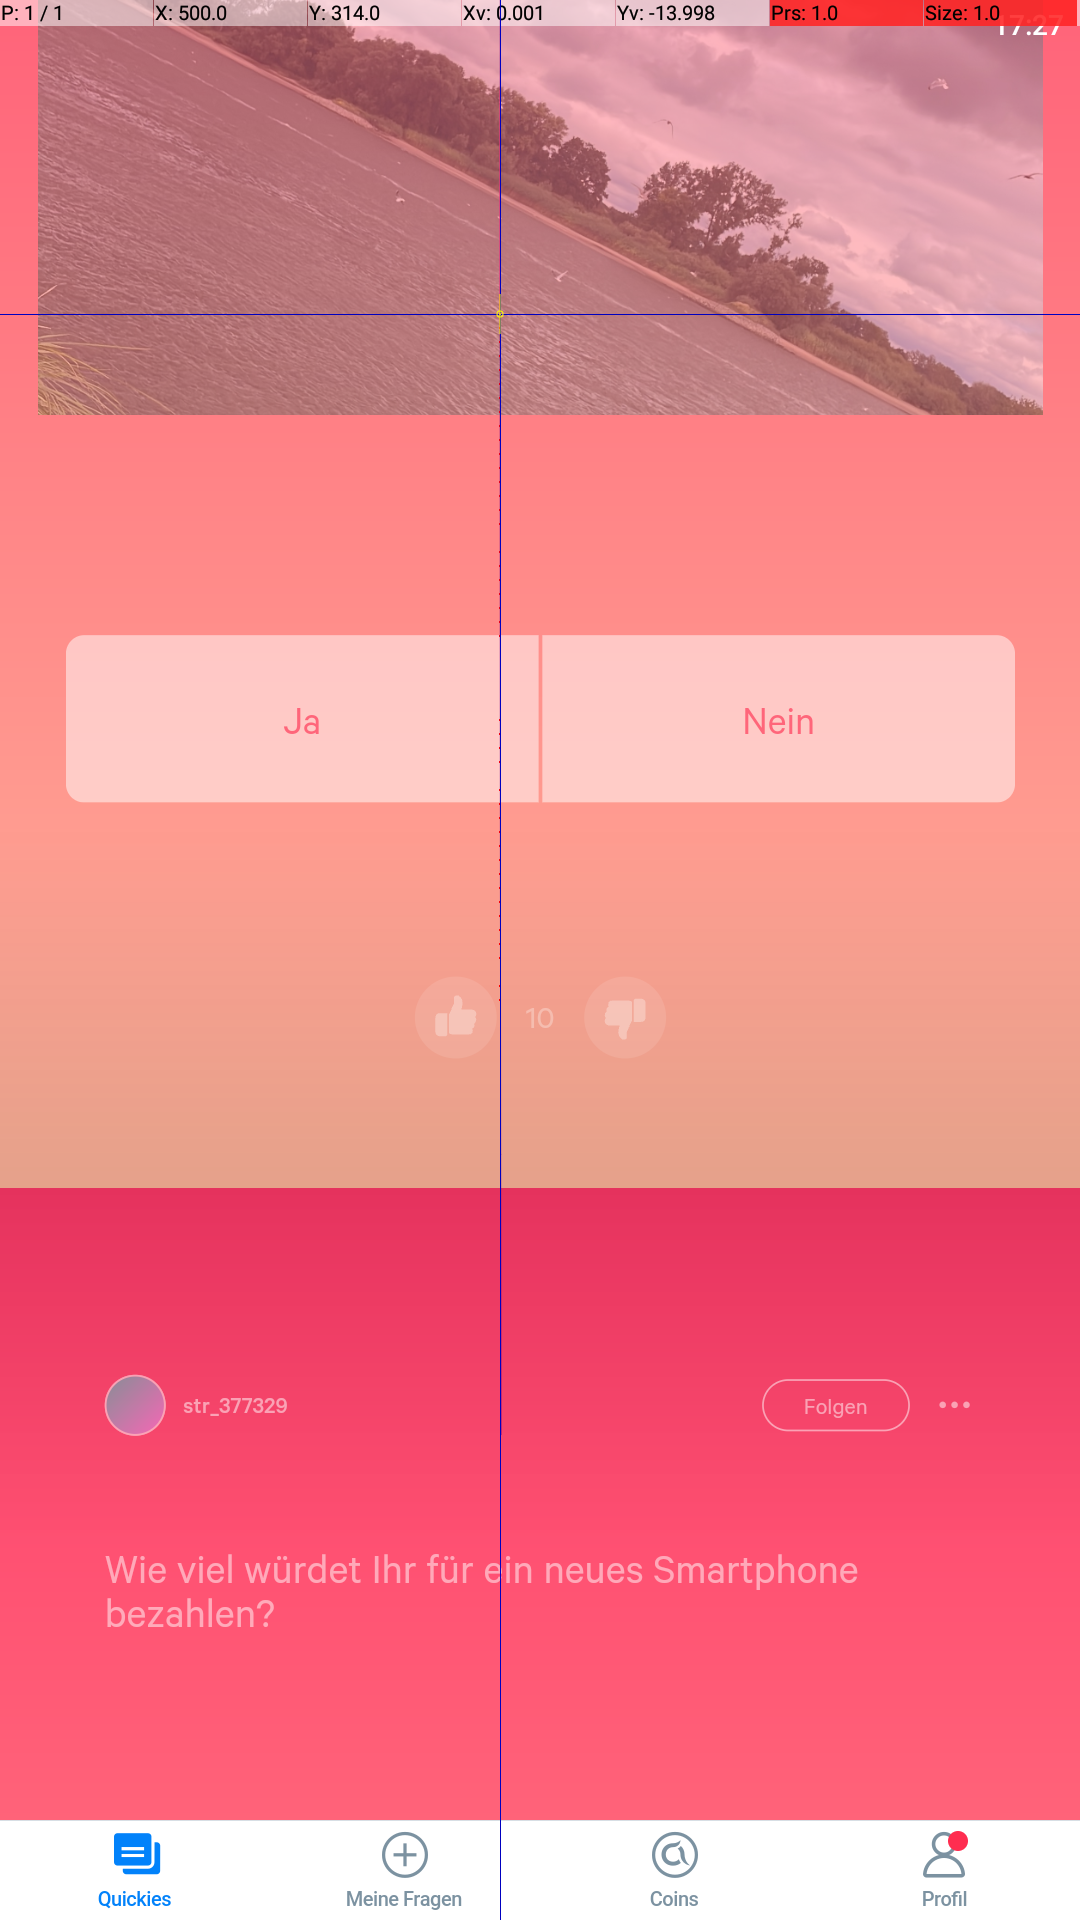 P: 1 / 1 X: 500.0 Y: 314.0 Xv: 0.001 Yv: -13.998 Prs: 1.0 Size: 1.0
17:27
Ja Nein
10
str_377329 Folgen
Wie viel würdet Ihr für ein neues Smartphone
bezahlen?
Quickies Meine Fragen Coins Profil